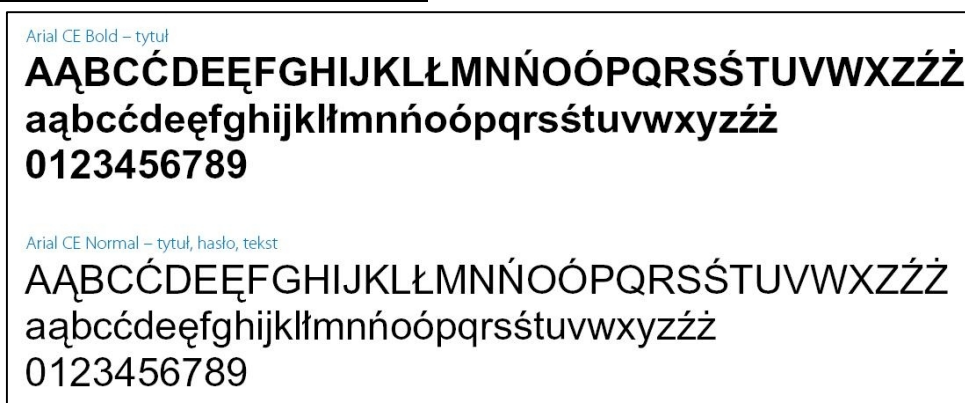 Arial CE Bold – tytuł
AĄBCĆDEĘFGHIJKLŁMNŃOÓPQRSŚTUVWXZŹŻ
aąbcćdeęfghijklłmnńoópqrsśtuvwxyzźż
0123456789
Arial CE Normal – tytuł, hasło, tekst
AĄBCĆDEĘFGHIJKLŁMNŃOÓPQRSŚTUVWXZŹŻ
aąbcćdeęfghijklłmnńoópqrsśtuvwxyzźż
0123456789